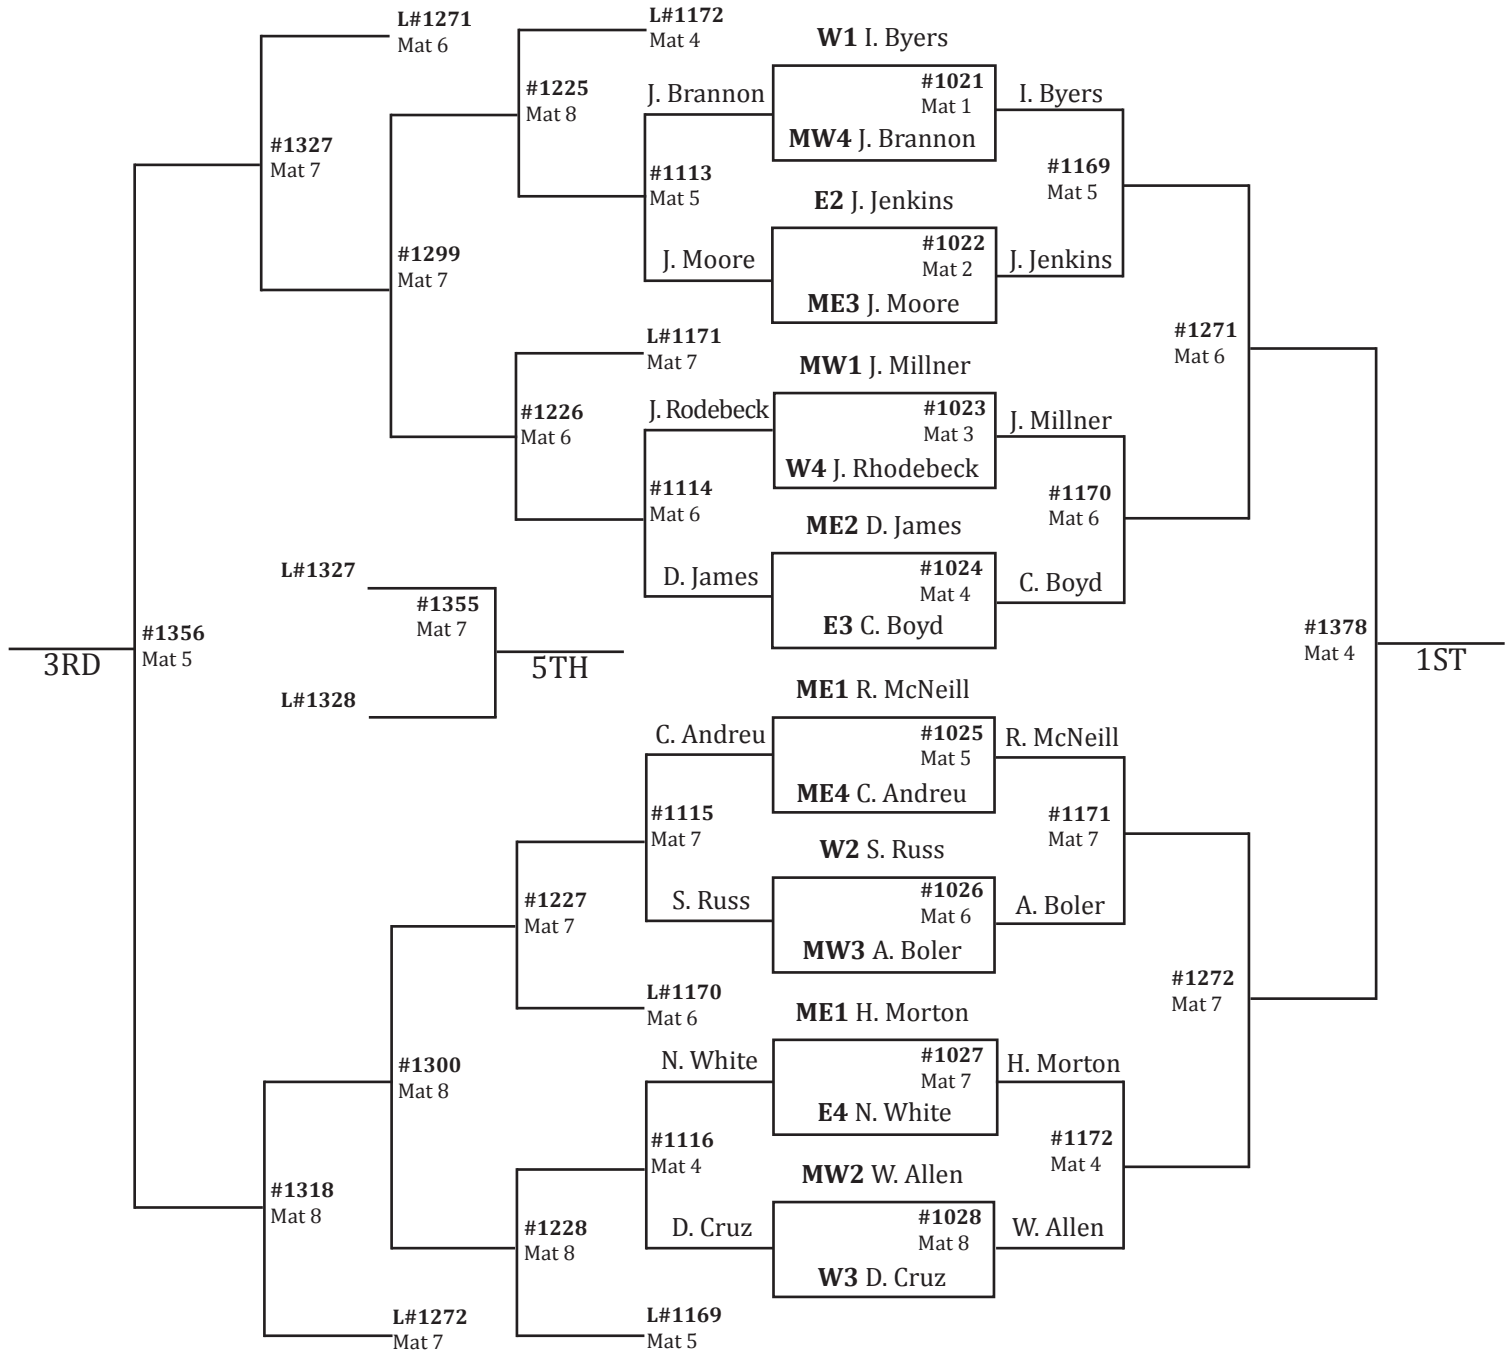 L#1271
Mat 6
L#1172
Mat 4
W1 I. Byers
#1225
Mat 8
J. Brannon
#1021
Mat 1
I. Byers
MW4 J. Brannon
#1327
Mat 7
#1113
Mat 5
#1169
Mat 5
E2 J. Jenkins
#1299
Mat 7
J. Moore
#1022
Mat 2
J. Jenkins
ME3 J. Moore
L#1171
Mat 7
MW1 J. Millner
#1271
Mat 6
#1226
Mat 6
J. Rodebeck
#1023
Mat 3
J. Millner
W4 J. Rhodebeck
#1114
Mat 6
#1170
Mat 6
ME2 D. James
L#1327
D. James
#1024
Mat 4
C. Boyd
#1355
Mat 7
E3 C. Boyd
#1356
Mat 5
3RD
5TH
#1378
Mat 4
1ST
L#1328
ME1 R. McNeill
C. Andreu
#1025
Mat 5
R. McNeill
ME4 C. Andreu
#1115
Mat 7
#1171
Mat 7
W2 S. Russ
#1227
Mat 7
S. Russ
#1026
Mat 6
A. Boler
MW3 A. Boler
L#1170
Mat 6
#1272
Mat 7
ME1 H. Morton
#1300
Mat 8
N. White
#1027
Mat 7
H. Morton
E4 N. White
#1116
Mat 4
#1172
Mat 4
MW2 W. Allen
#1318
Mat 8
#1228
Mat 8
D. Cruz
#1028
Mat 8
W. Allen
W3 D. Cruz
L#1272
Mat 7
L#1169
Mat 5